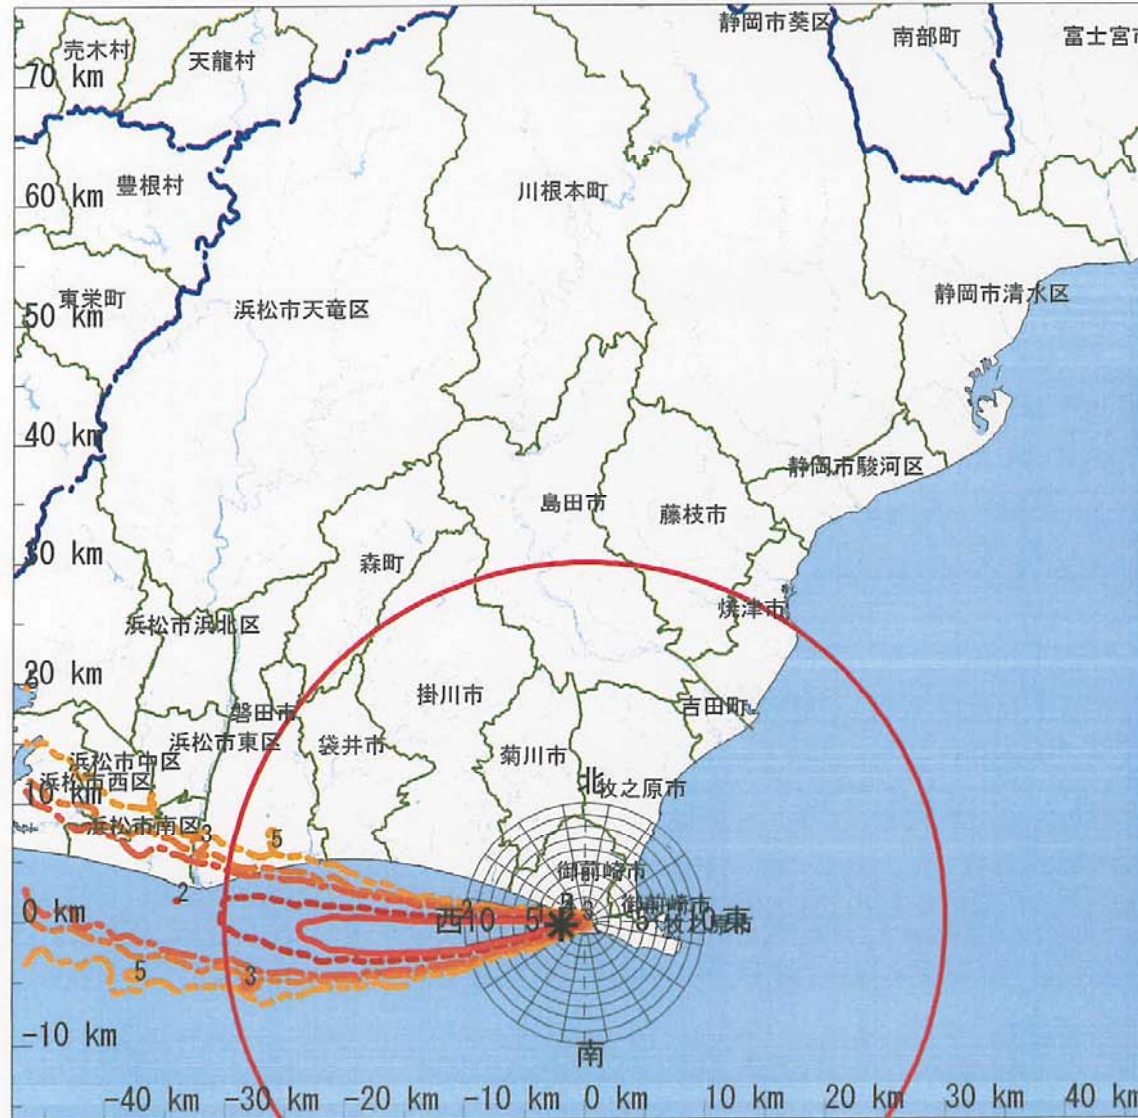 静岡市葵区
南部町
富士宮市
売木村
天龍村
70 km
豊根村
川根本町
60 km
東栄町
浜松市天竜区
静岡市清水区
50 km
40 km
静岡市駿河区
島田市
藤枝市
30 km
森町
焼津市
浜松市浜北区
20 km
掛川市
吉田町
磐田市
浜松市東区
袋井市
菊川市
浜松市中区
浜松市西区
北
牧之原市
10 km
浜松市南区
3
5
御前崎市
2
御前崎市
0 km
西10
5
10東
5
3
-10 km
南
-40 km
-30 km
-20 km
-10 km
0 km
10 km
20 km
30 km
40 km